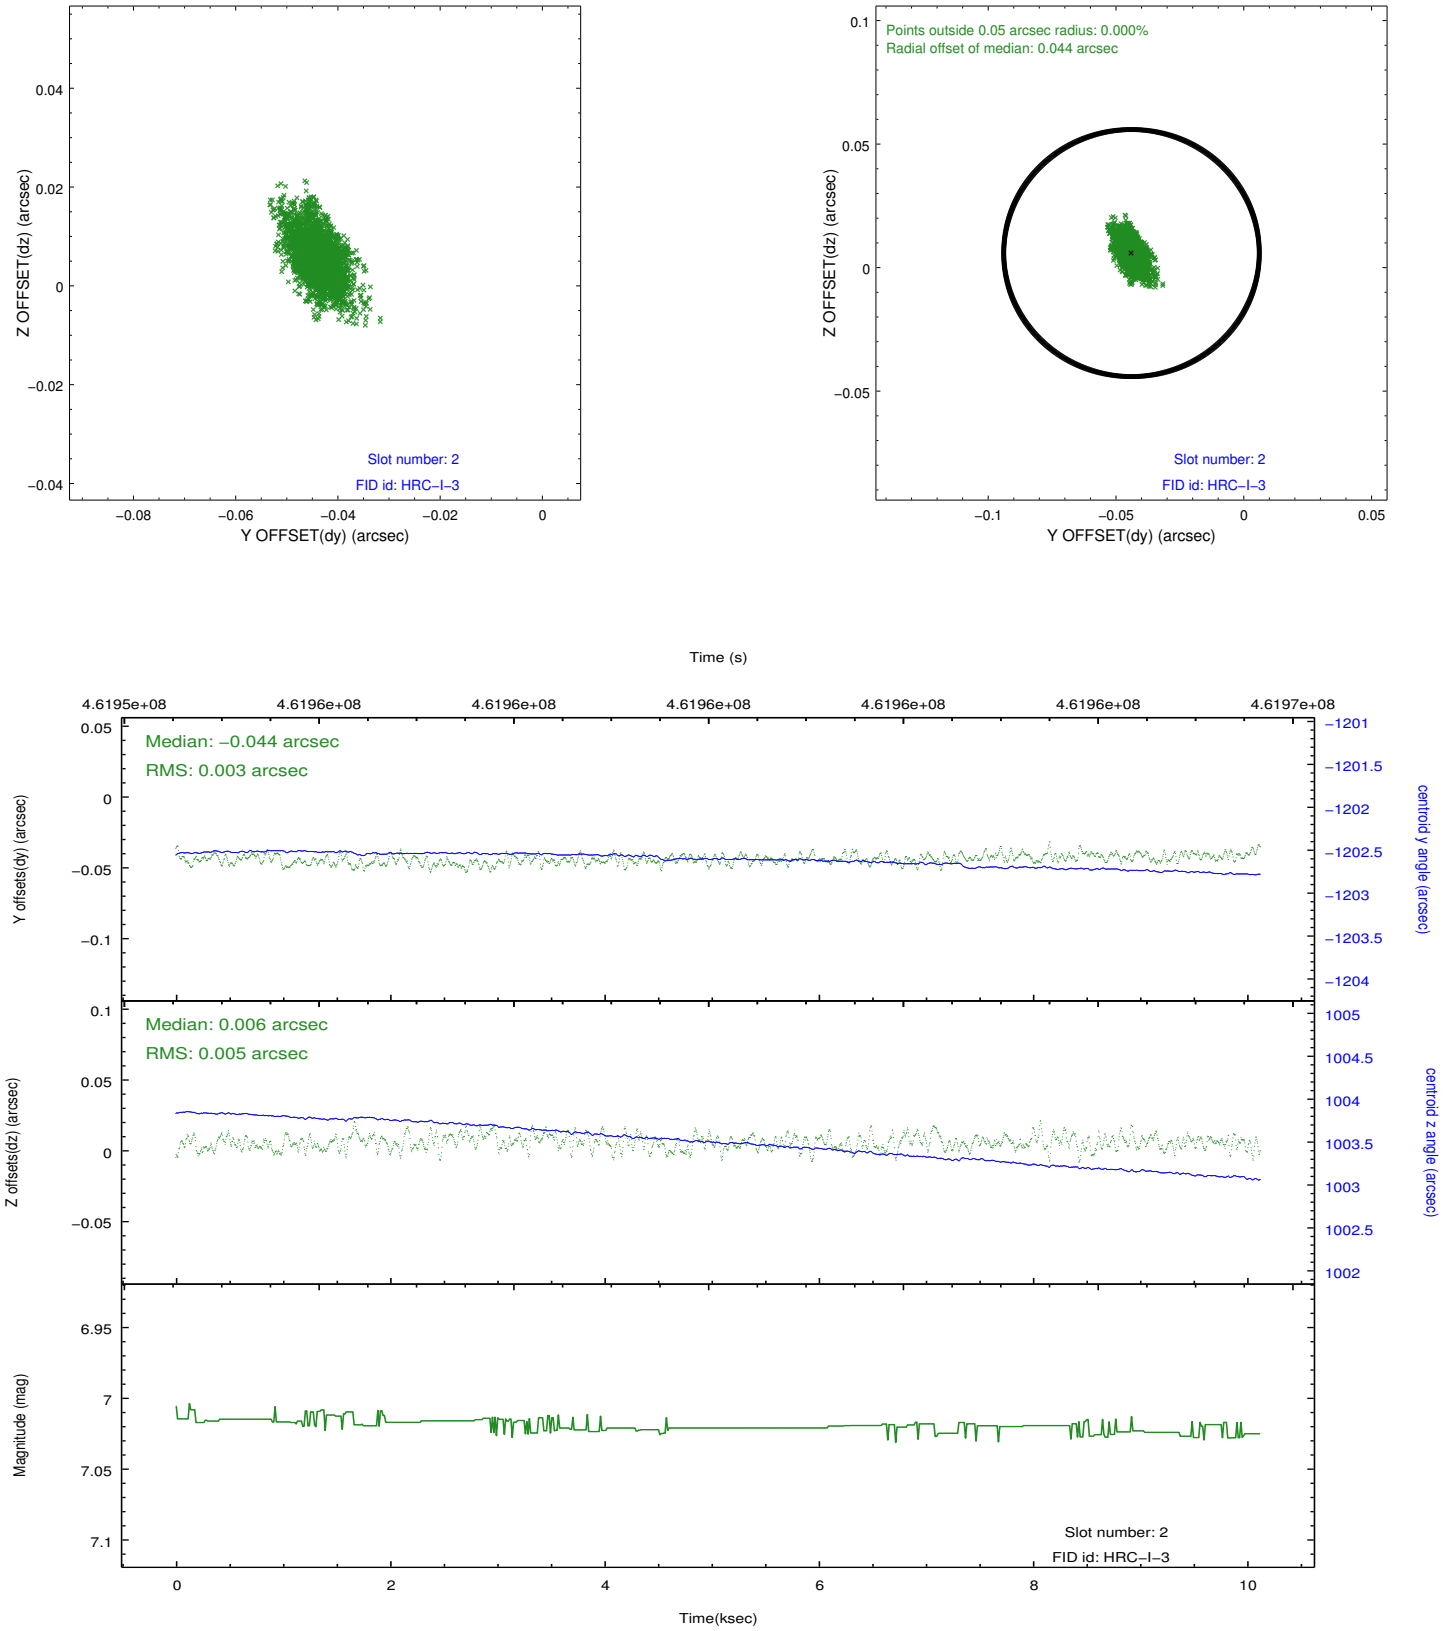 0.04
0.02
0
−0.02
−0.04
Z OFFSET(dz) (arcsec)
Slot number: 2
FID id: HRC−I−3
−0.08
−0.06
−0.04
−0.02
0
Y OFFSET(dy) (arcsec)
Points outside 0.05 arcsec radius: 0.000%
Radial offset of median: 0.044 arcsec
0.1
0.05
0
−0.05
Z OFFSET(dz) (arcsec)
Slot number: 2
FID id: HRC−I−3
−0.1
−0.05
0
0.05
Y OFFSET(dy) (arcsec)
Time (s)
4.6195e+08
4.6196e+08
4.6196e+08
4.6196e+08
4.6196e+08
4.6196e+08
4.6197e+08
Median: −0.044 arcsec
RMS: 0.003 arcsec
0.05
0
−0.05
−0.1
Y offsets(dy) (arcsec)
−1201
−1201.5
−1202
−1202.5
−1203
−1203.5
−1204
centroid y angle (arcsec)
Median: 0.006 arcsec
RMS: 0.005 arcsec
0.1
0.05
0
−0.05
Z offsets(dz) (arcsec)
1005
1004.5
1004
1003.5
1003
1002.5
1002
centroid z angle (arcsec)
6.95
7
7.05
7.1
Magnitude (mag)
Slot number: 2
FID id: HRC−I−3
0
2
4
6
8
10
Time(ksec)